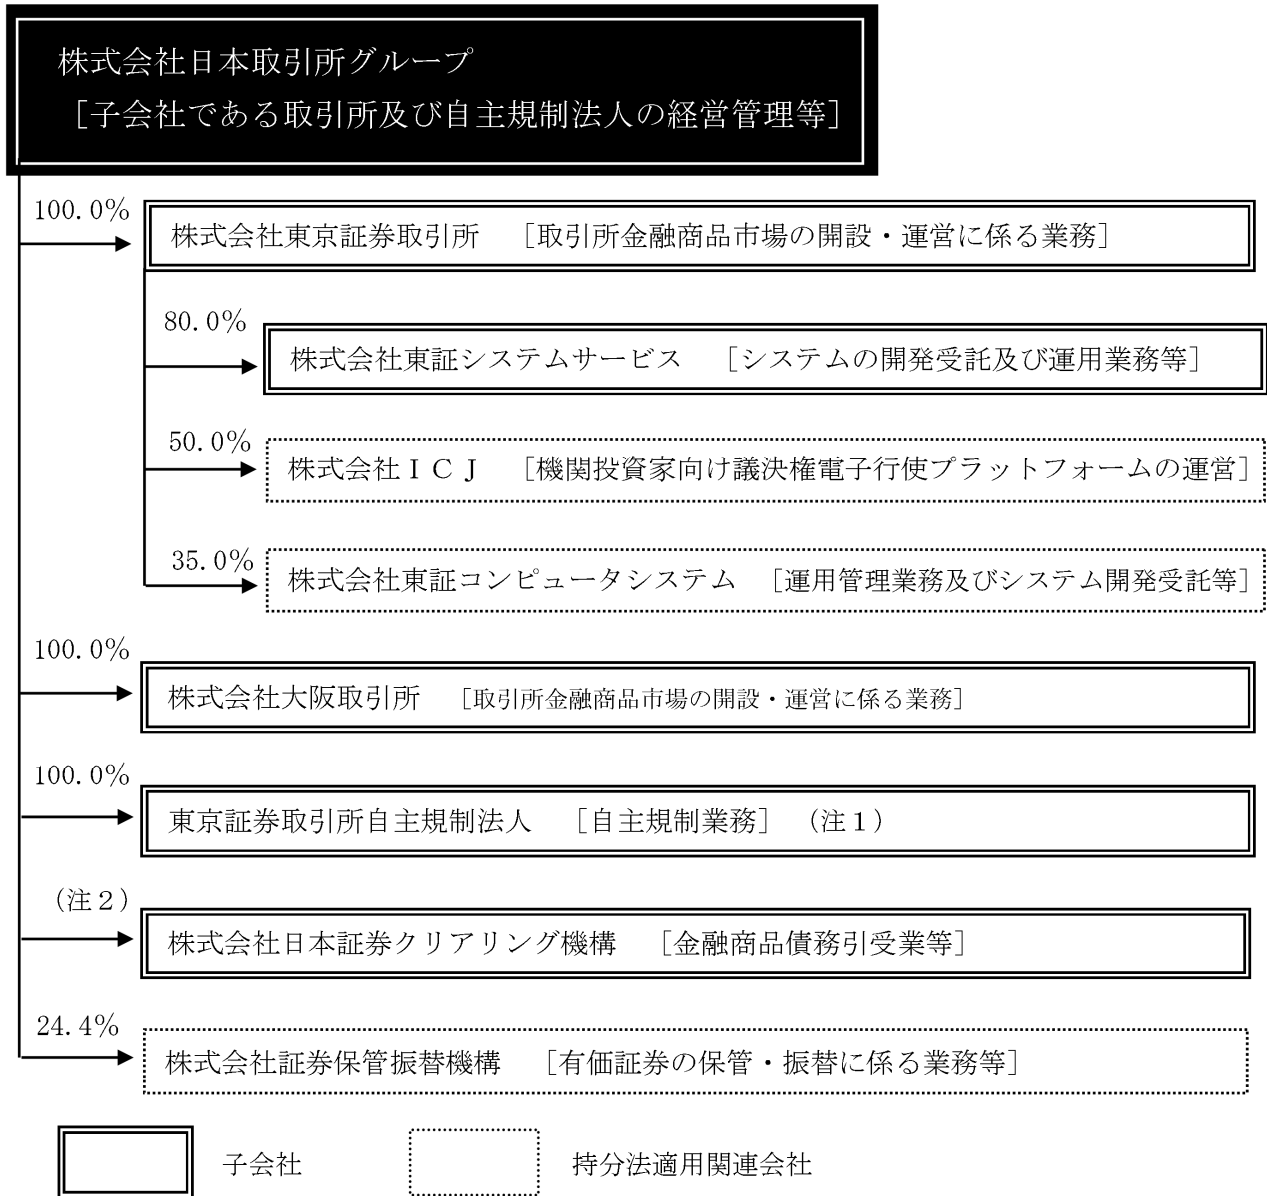 株式会社日本取引所グループ
［子会社である取引所及び自主規制法人の経営管理等］
100.0%
株式会社東京証券取引所　［取引所金融商品市場の開設・運営に係る業務］
80.0%
株式会社東証システムサービス　［システムの開発受託及び運用業務等］
50.0%
株式会社ＩＣＪ　［機関投資家向け議決権電子行使プラットフォームの運営］
35.0%
株式会社東証コンピュータシステム　［運用管理業務及びシステム開発受託等］
100.0%
株式会社大阪取引所　［取引所金融商品市場の開設・運営に係る業務］
100.0%
東京証券取引所自主規制法人　［自主規制業務］（注１）
（注２）
株式会社日本証券クリアリング機構　［金融商品債務引受業等］
24.4%
株式会社証券保管振替機構　［有価証券の保管・振替に係る業務等］
子会社　持分法適用関連会社